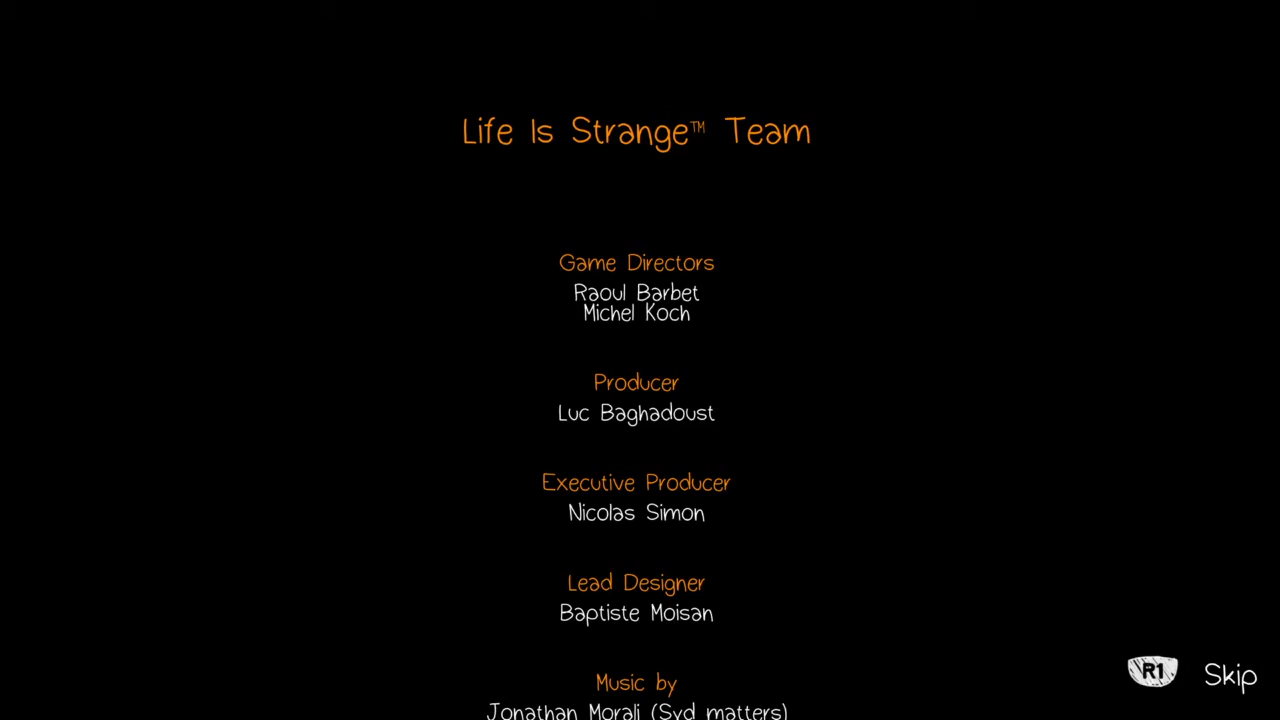 Life Is Strange™ Team
Game Directors
Raoul Barbet
Michel Koch
Producer
Luc Baghadoust
Executive Producer
Nicolas Simon
Lead Designer
Baptiste Moisan
Music by
Jonathan Morali (Syd matters)
R1 Skip